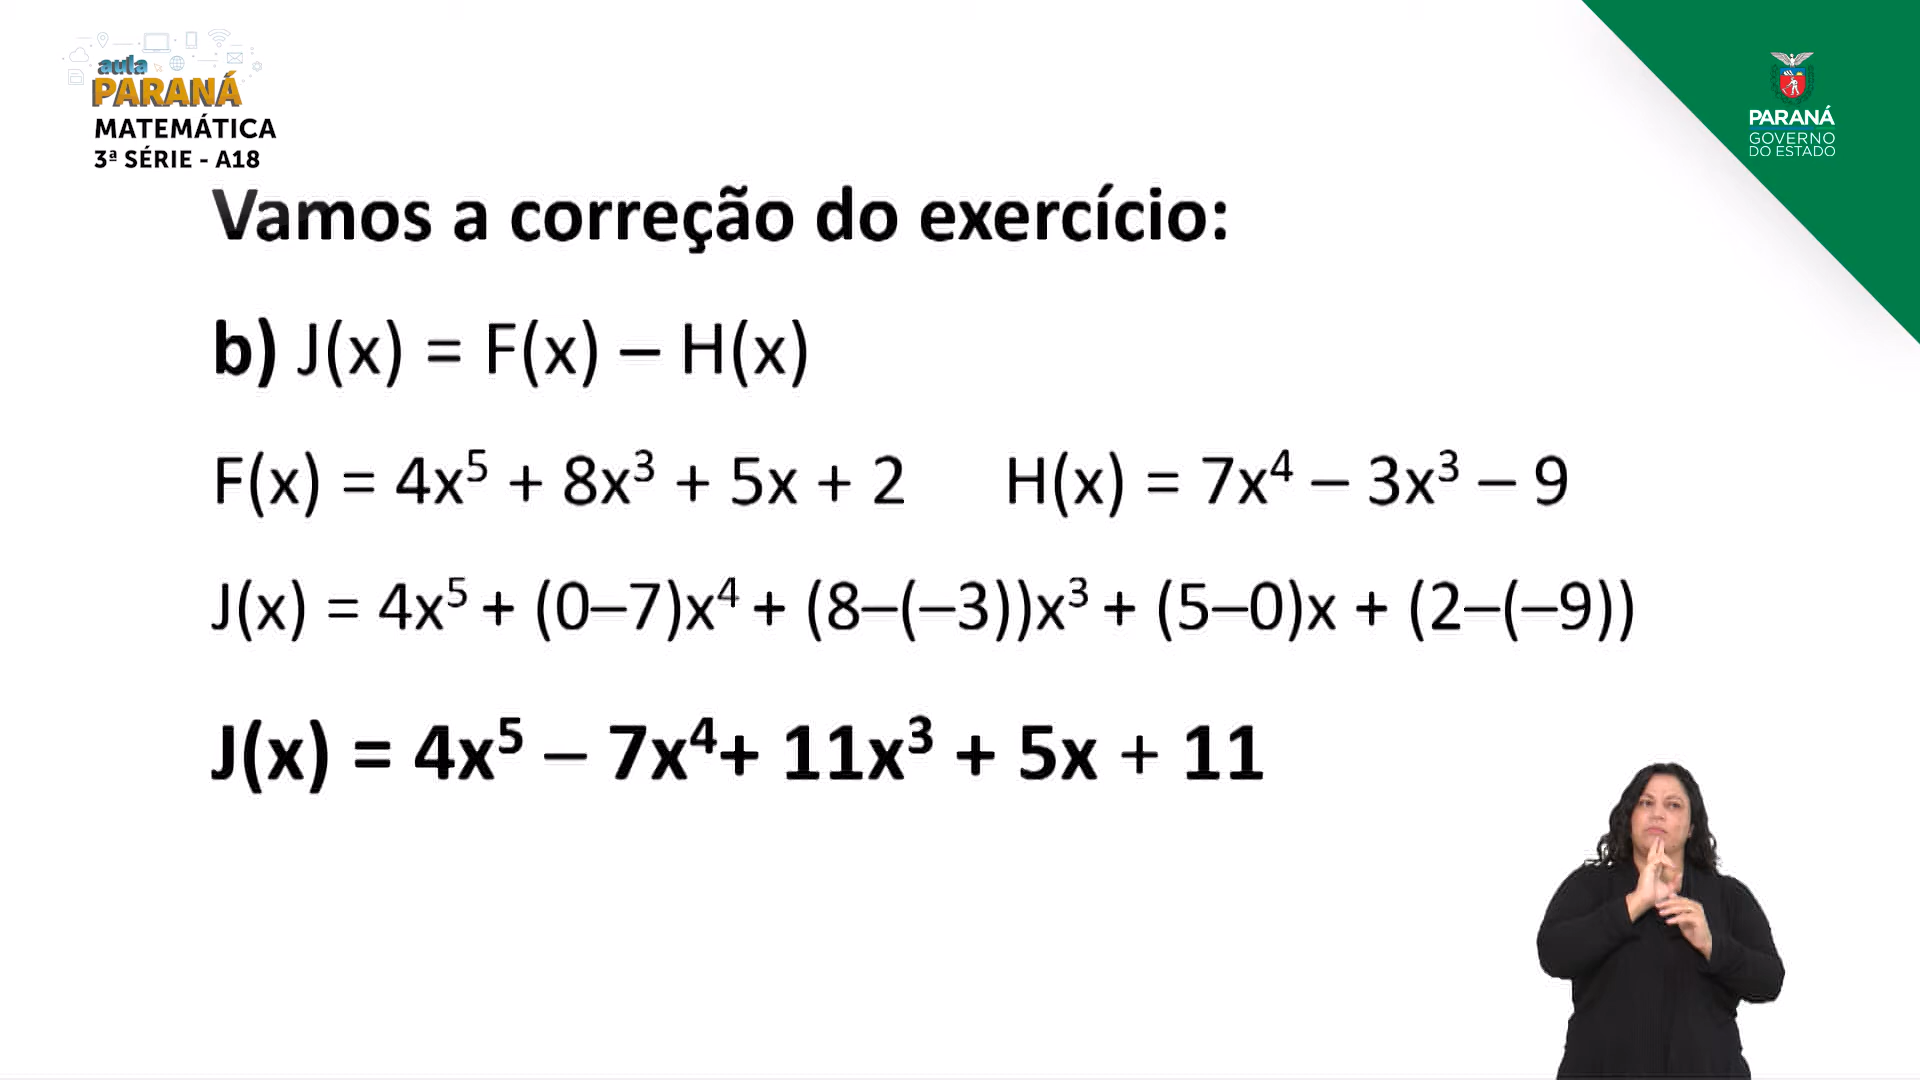 aula
PARANÁ
MATEMÁTICA
3ª SÉRIE - A18
PARANÁ
GOVERNO
DO ESTADO
Vamos a correção do exercício:
b) J(x) = F(x) – H(x)
F(x) = 4x⁵ + 8x³ + 5x + 2 H(x) = 7x⁴ – 3x³ – 9
J(x) = 4x⁵ + (0–7)x⁴ + (8–(–3))x³ + (5–0)x + (2–(–9))
J(x) = 4x⁵ – 7x⁴+ 11x³ + 5x + 11